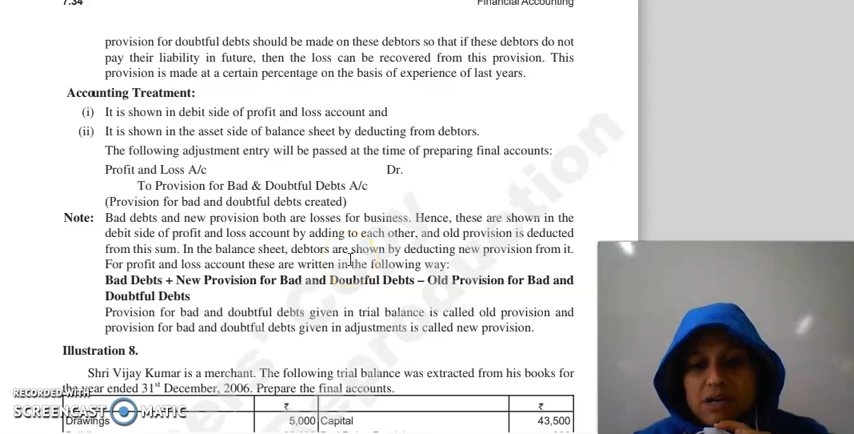 7.34 Financial Accounting
provision for doubtful debts should be made on these debtors so that if these debtors do not
pay their liability in future, then the loss can be recovered from this provision. This
provision is made at a certain percentage on the basis of experience of last years.
Accounting Treatment:
(i) It is shown in debit side of profit and loss account and
(ii) It is shown in the asset side of balance sheet by deducting from debtors.
The following adjustment entry will be passed at the time of preparing final accounts:
Profit and Loss A/c Dr.
To Provision for Bad & Doubtful Debts A/c
(Provision for bad and doubtful debts created)
Note: Bad debts and new provision both are losses for business. Hence, these are shown in the
debit side of profit and loss account by adding to each other, and old provision is deducted
from this sum. In the balance sheet, debtors are shown by deducting new provision from it.
For profit and loss account these are written in the following way:
Bad Debts + New Provision for Bad and Doubtful Debts – Old Provision for Bad and
Doubtful Debts
Provision for bad and doubtful debts given in trial balance is called old provision and
provision for bad and doubtful debts given in adjustments is called new provision.
Illustration 8.
Shri Vijay Kumar is a merchant. The following trial balance was extracted from his books for
the year ended 31st December, 2006. Prepare the final accounts.
₹ ₹
Drawings 5,000 Capital 43,500
RECORDED WITH
SCREENCAST MATIC